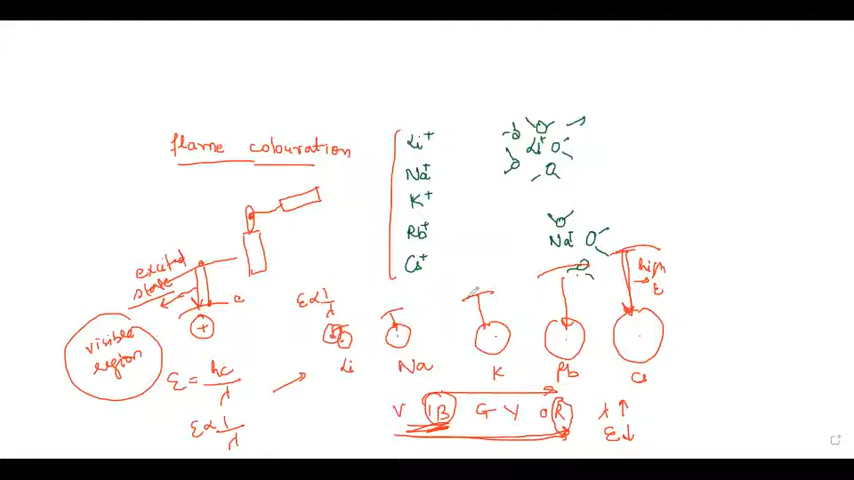 flame colouration
Li⁺
Na⁺
K⁺
Rb⁺
Cs⁺
Li⁺
Na⁺
excited
state
e
+
visible
region
ε = hc/λ
ε ∝ 1/λ
ε ∝ 1/λ
high
ε
Li Na K Rb Cs
V I B G Y O R
λ ↑
ε ↓